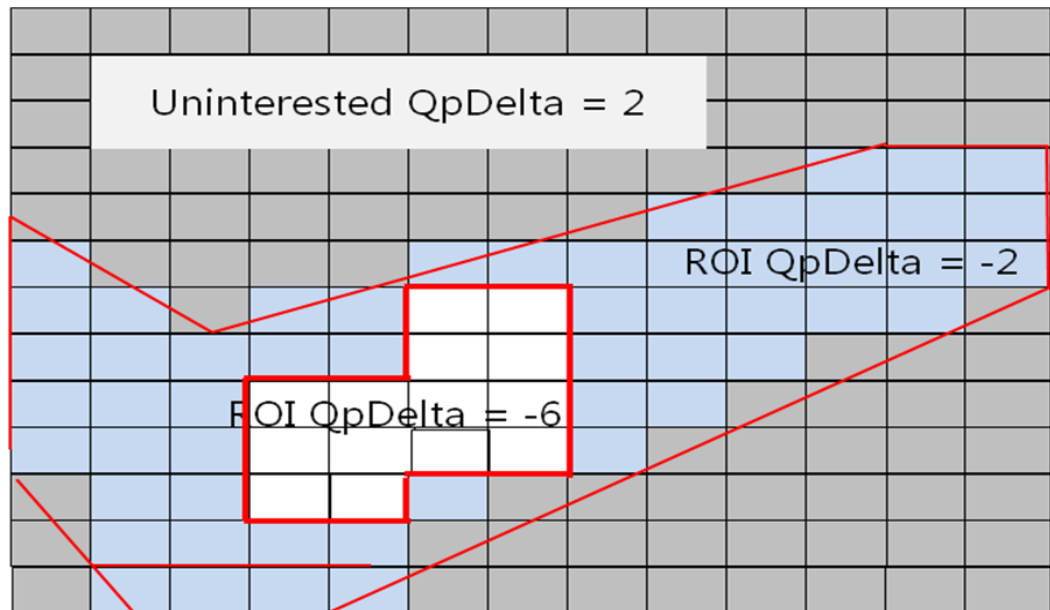 Uninterested QpDelta = 2
ROI QpDelta = -2
ROI QpDelta = -6